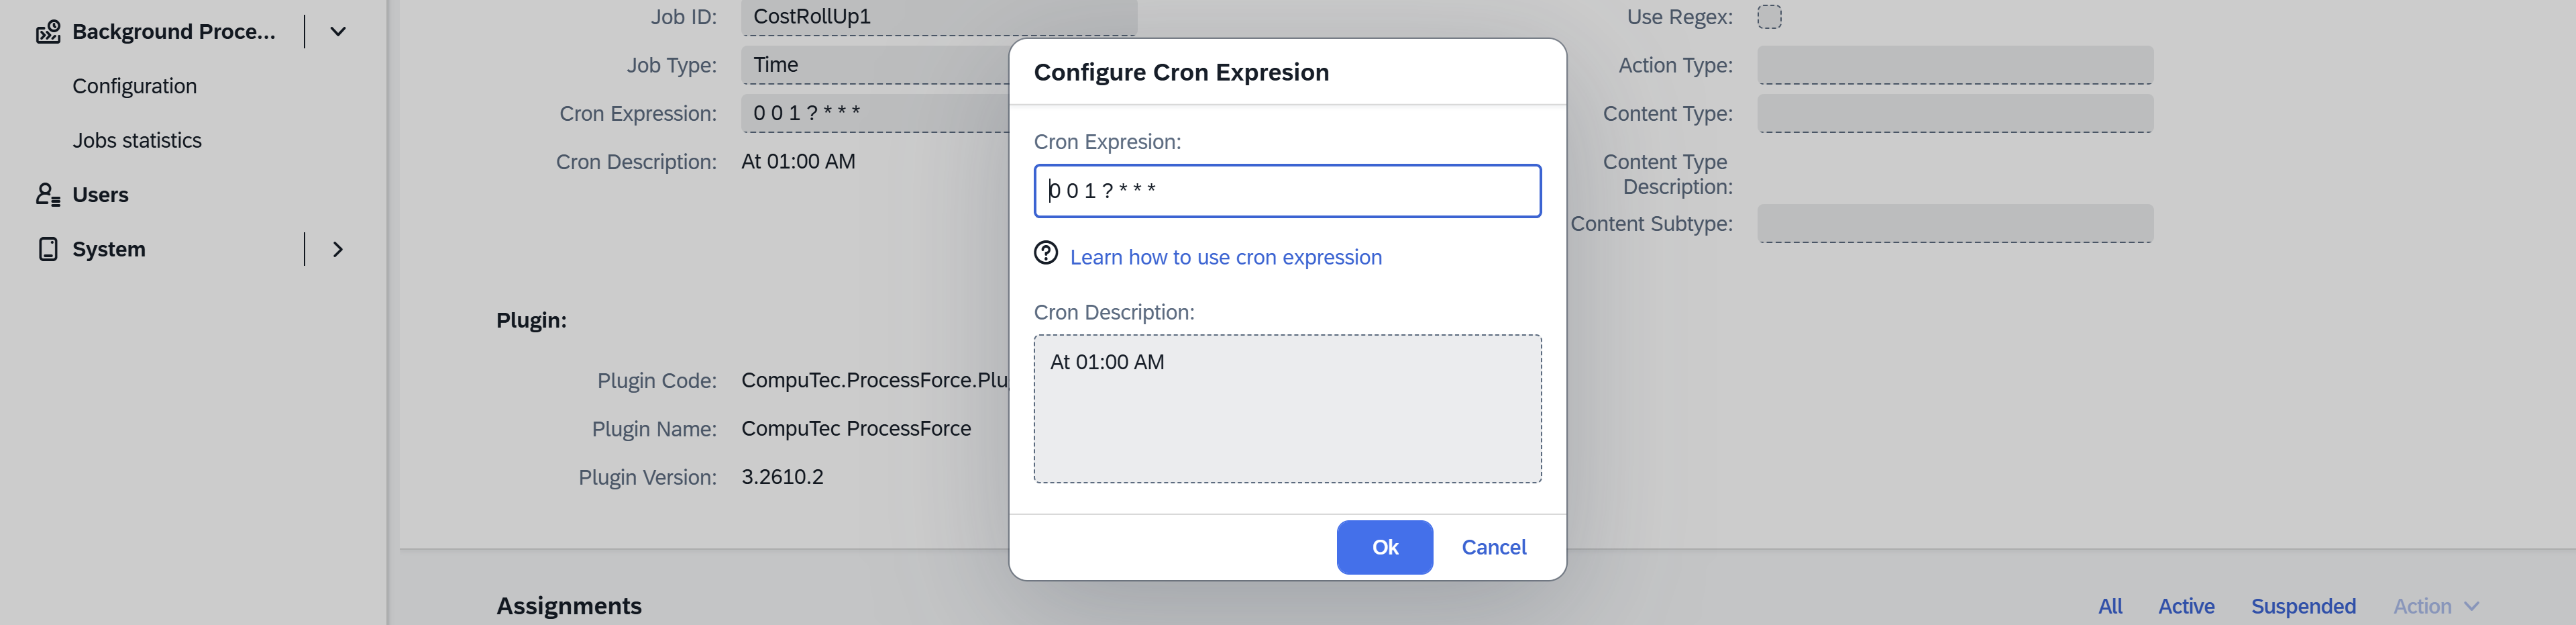 Background Proce...
Configuration
Jobs statistics
Users
System
Job ID: CostRollUp1
Job Type: Time
Cron Expression: 0 0 1 ? * * *
Cron Description: At 01:00 AM
Plugin:
Plugin Code: CompuTec.ProcessForce.Plu
Plugin Name: CompuTec ProcessForce
Plugin Version: 3.2610.2
Configure Cron Expresion
Cron Expresion:
0 0 1 ? * * *
Learn how to use cron expression
Cron Description:
At 01:00 AM
Ok Cancel
Use Regex:
Action Type:
Content Type:
Content Type
Description:
Content Subtype:
Assignments
All Active Suspended Action